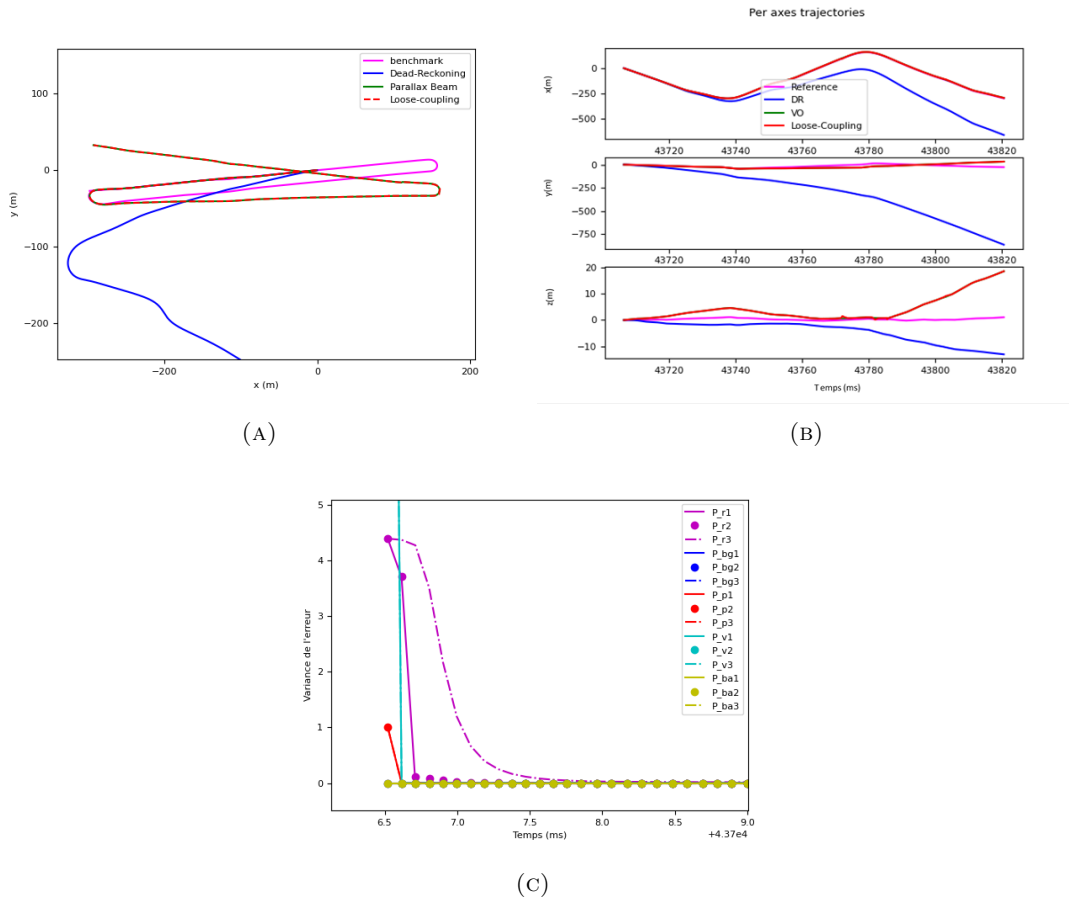 Per axes trajectories
benchmark
Dead-Reckoning
Parallax Beam
Loose-coupling
100
0
−100
−200
y (m)
−200
0
200
x (m)
(A)
0
−250
−500
x(m)
Reference
DR
VO
Loose-Coupling
43720
43740
43760
43780
43800
43820
0
−250
−500
−750
y(m)
43720
43740
43760
43780
43800
43820
20
10
0
−10
z(m)
43720
43740
43760
43780
43800
43820
Temps (ms)
(B)
5
4
3
2
1
0
Variance de l'erreur
P_r1
P_r2
P_r3
P_bg1
P_bg2
P_bg3
P_p1
P_p2
P_p3
P_v1
P_v2
P_v3
P_ba1
P_ba2
P_ba3
6.5
7.0
7.5
8.0
8.5
9.0
Temps (ms)
+4.37e4
(C)